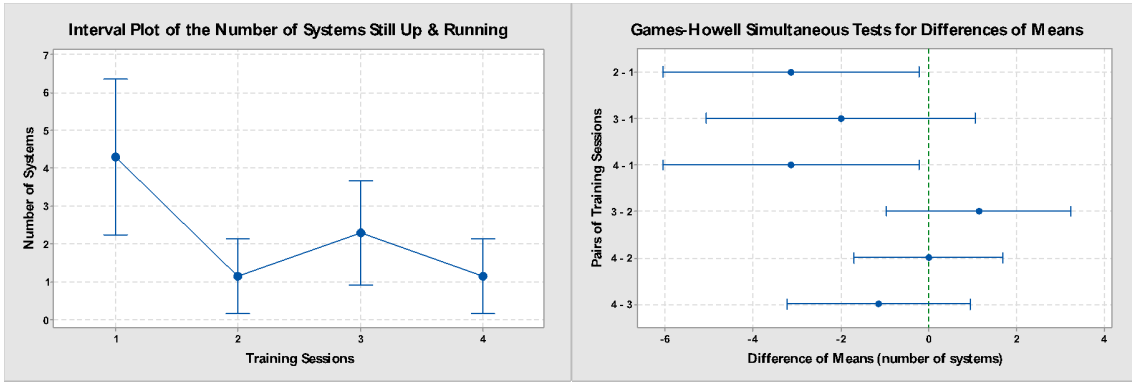 Interval Plot of the Number of Systems Still Up & Running
Number of Systems
7
6
5
4
3
2
1
0
1 2 3 4
Training Sessions
Games-Howell Simultaneous Tests for Differences of Means
Pairs of Training Sessions
2 - 1
3 - 1
4 - 1
3 - 2
4 - 2
4 - 3
-6 -4 -2 0 2 4
Difference of Means (number of systems)